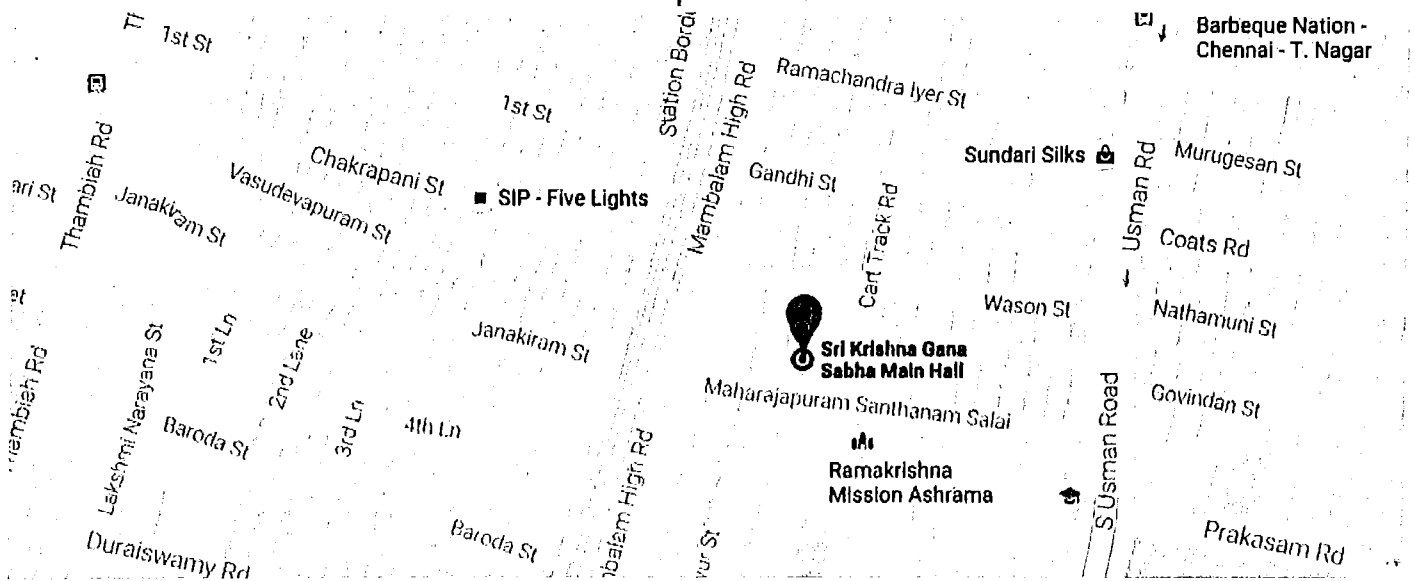 Barbeque Nation -
Chennai - T. Nagar
1st St
Station
Ramachandra Iyer St
1st St
Mambalam High Rd
Thambiah Rd
Chakrapani St
Sundari Silks
Usman Rd
Murugesan St
Vasudevapuram St
SIP - Five Lights
Gandhi St
Janakiram St
Cart Track Rd
Coats Rd
Wason St
Nathamuni St
Lakshmi Narayana St
1st Ln
2nd Lane
Janakiram St
Sri Krishna Gana
Sabha Main Hall
Maharajapuram Santhanam Salai
Govindan St
Baroda St
3rd Ln
4th Ln
High Rd
Ramakrishna
Mission Ashrama
S Usman Road
Duraiswamy Rd
Baroda St
Prakasam Rd